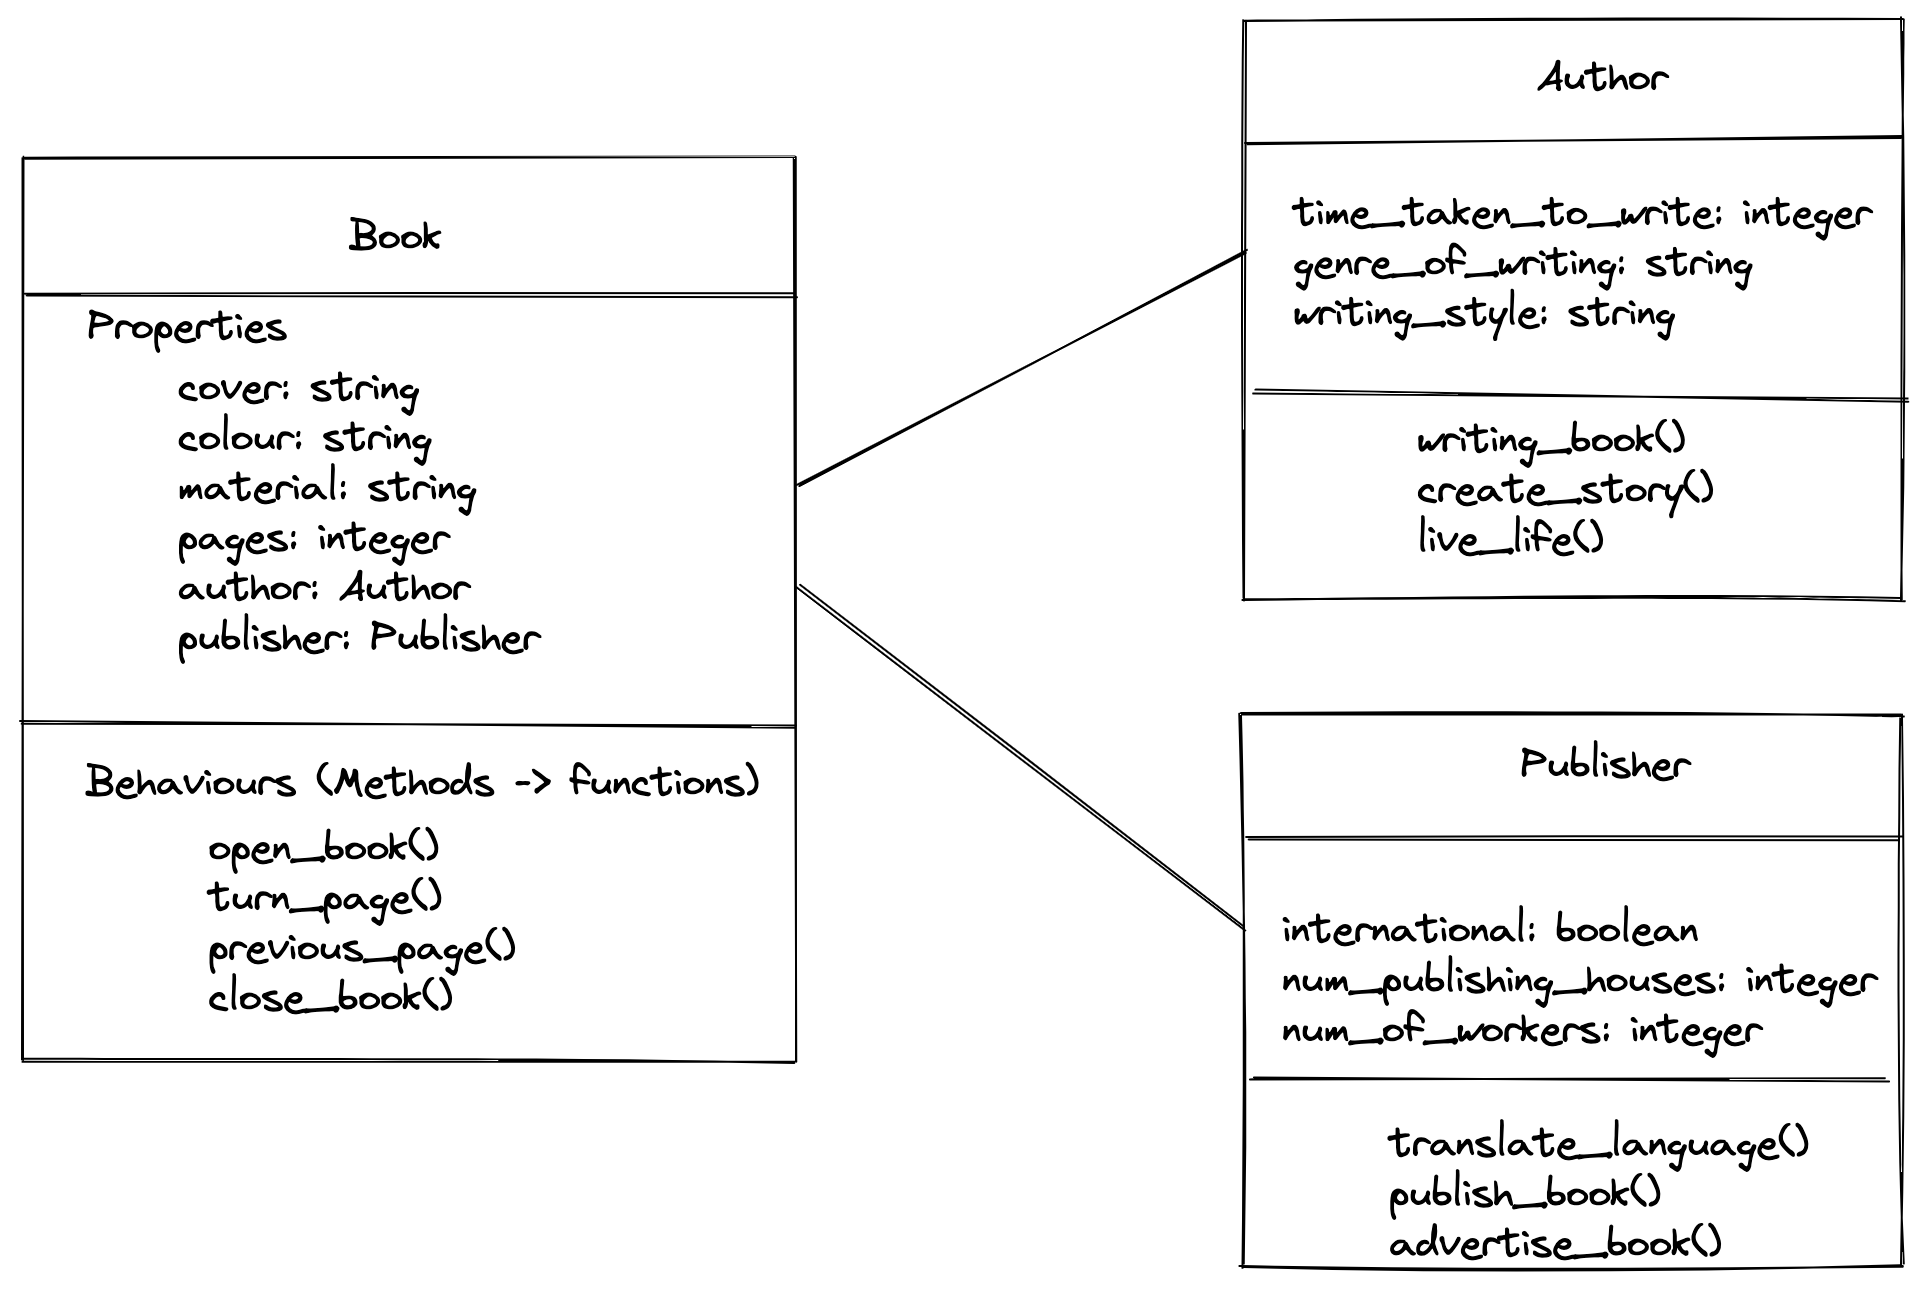 Book
Properties
cover: string
colour: string
material: string
pages: integer
author: Author
publisher: Publisher
Behaviours (Methods -> functions)
open_book()
turn_page()
previous_page()
close_book()
Author
time_taken_to_write: integer
genre_of_writing: string
writing_style: string
writing_book()
create_story()
live_life()
Publisher
international: boolean
num_publishing_houses: integer
num_of_workers: integer
translate_language()
publish_book()
advertise_book()